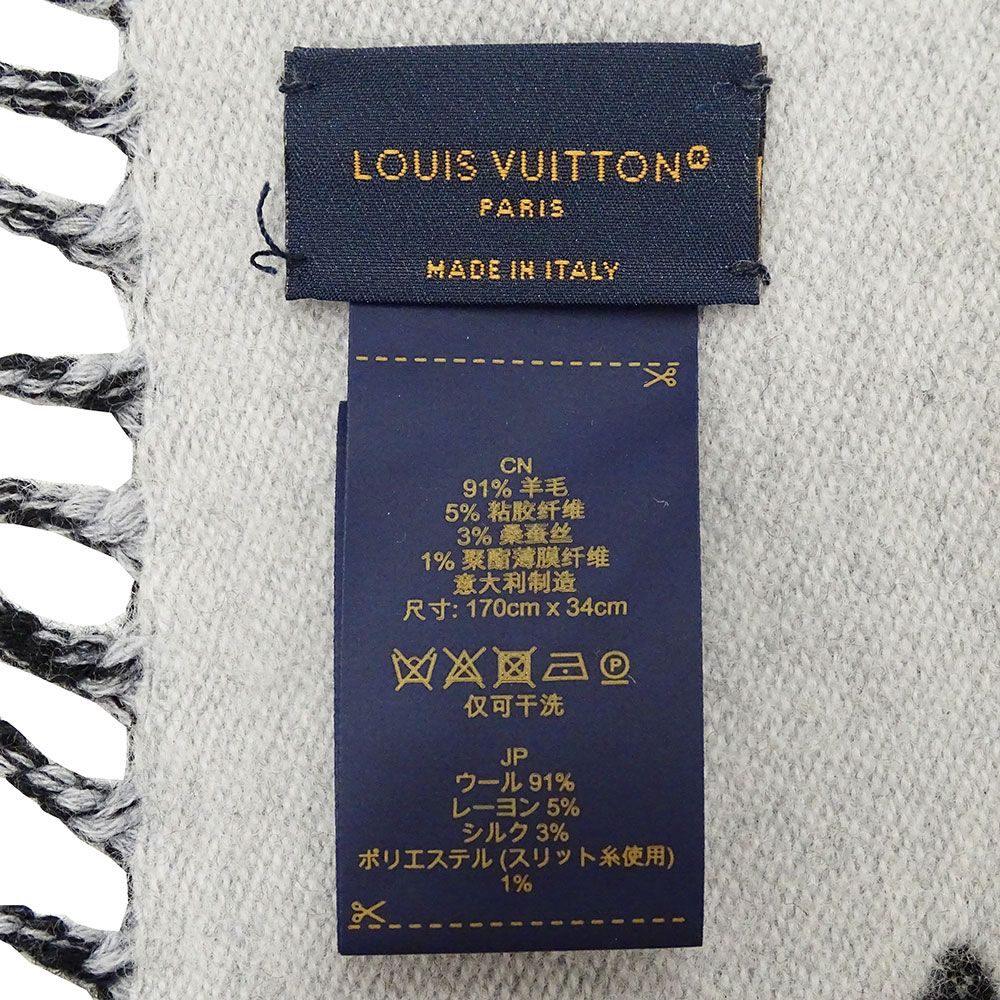 LOUIS VUITTON®
PARIS
MADE IN ITALY
CN
91% 羊毛
5% 粘胶纤维
3% 桑蚕丝
1% 聚酯薄膜纤维
意大利制造
尺寸: 170cm x 34cm
P
仅可干洗
JP
ウール 91%
レーヨン 5%
シルク 3%
ポリエステル (スリット糸使用)
1%